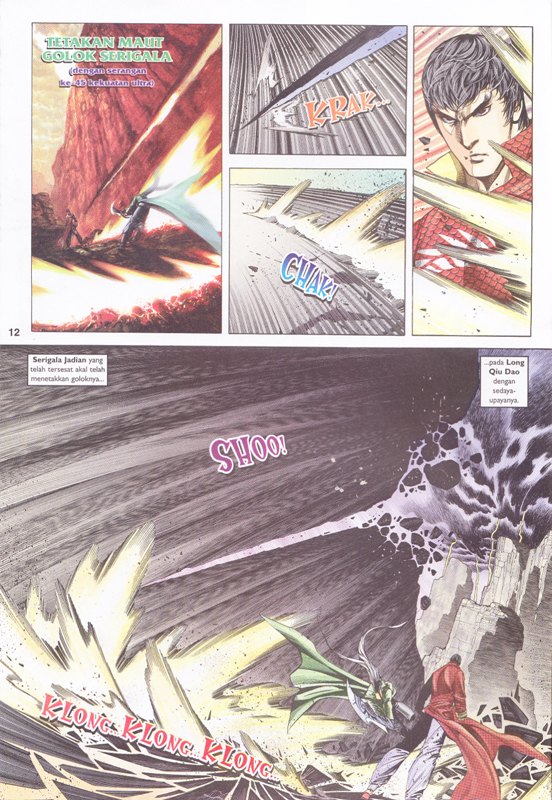 TETAKAN MAUT
GOLOK SERIGALA
(dengan serangan
ke-45 kekuatan ultra)
KRAK...
CHAK!
12
Serigala Jadian yang
telah tersesat akal telah
menetakkan goloknya...
...pada Long
Qiu Dao
dengan
sedaya-
upayanya.
SHOO!
KLONG.. KLONG.. KLONG...